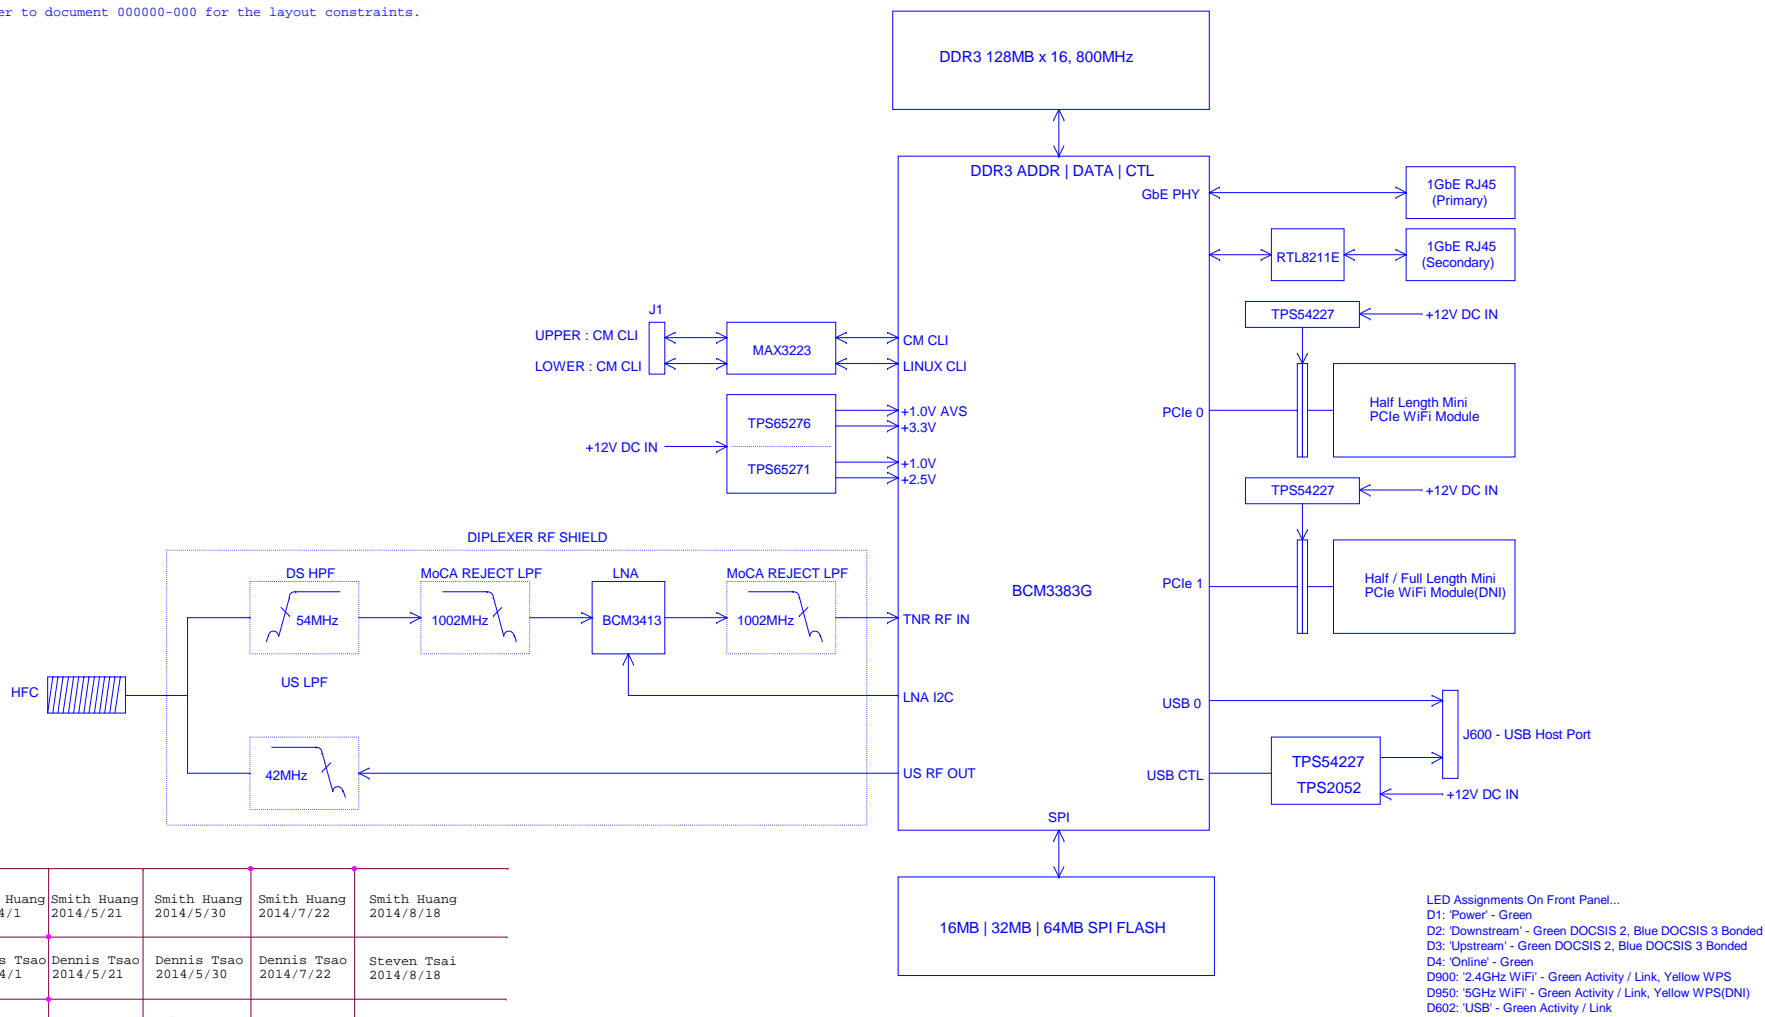 er to document 000000-000 for the layout constraints.
DDR3 128MB x 16, 800MHz
DDR3 ADDR | DATA | CTL
GbE PHY
1GbE RJ45
(Primary)
RTL8211E
1GbE RJ45
(Secondary)
TPS54227
+12V DC IN
J1
UPPER : CM CLI
LOWER : CM CLI
MAX3223
CM CLI
LINUX CLI
PCIe 0
Half Length Mini
PCIe WiFi Module
+12V DC IN
TPS65276
TPS65271
+1.0V AVS
+3.3V
+1.0V
+2.5V
TPS54227
+12V DC IN
DIPLEXER RF SHIELD
DS HPF
54MHz
MoCA REJECT LPF
1002MHz
LNA
BCM3413
MoCA REJECT LPF
1002MHz
TNR RF IN
BCM3383G
PCIe 1
Half / Full Length Mini
PCIe WiFi Module(DNI)
HFC
US LPF
42MHz
LNA I2C
US RF OUT
USB 0
J600 - USB Host Port
USB CTL
TPS54227
TPS2052
+12V DC IN
SPI
16MB | 32MB | 64MB SPI FLASH
Huang
4/1
Smith Huang
2014/5/21
Smith Huang
2014/5/30
Smith Huang
2014/7/22
Smith Huang
2014/8/18
s Tsao
4/1
Dennis Tsao
2014/5/21
Dennis Tsao
2014/5/30
Dennis Tsao
2014/7/22
Steven Tsai
2014/8/18
LED Assignments On Front Panel...
D1: 'Power' - Green
D2: 'Downstream' - Green DOCSIS 2, Blue DOCSIS 3 Bonded
D3: 'Upstream' - Green DOCSIS 2, Blue DOCSIS 3 Bonded
D4: 'Online' - Green
D900: '2.4GHz WiFi' - Green Activity / Link, Yellow WPS
D950: '5GHz WiFi' - Green Activity / Link, Yellow WPS(DNI)
D602: 'USB' - Green Activity / Link